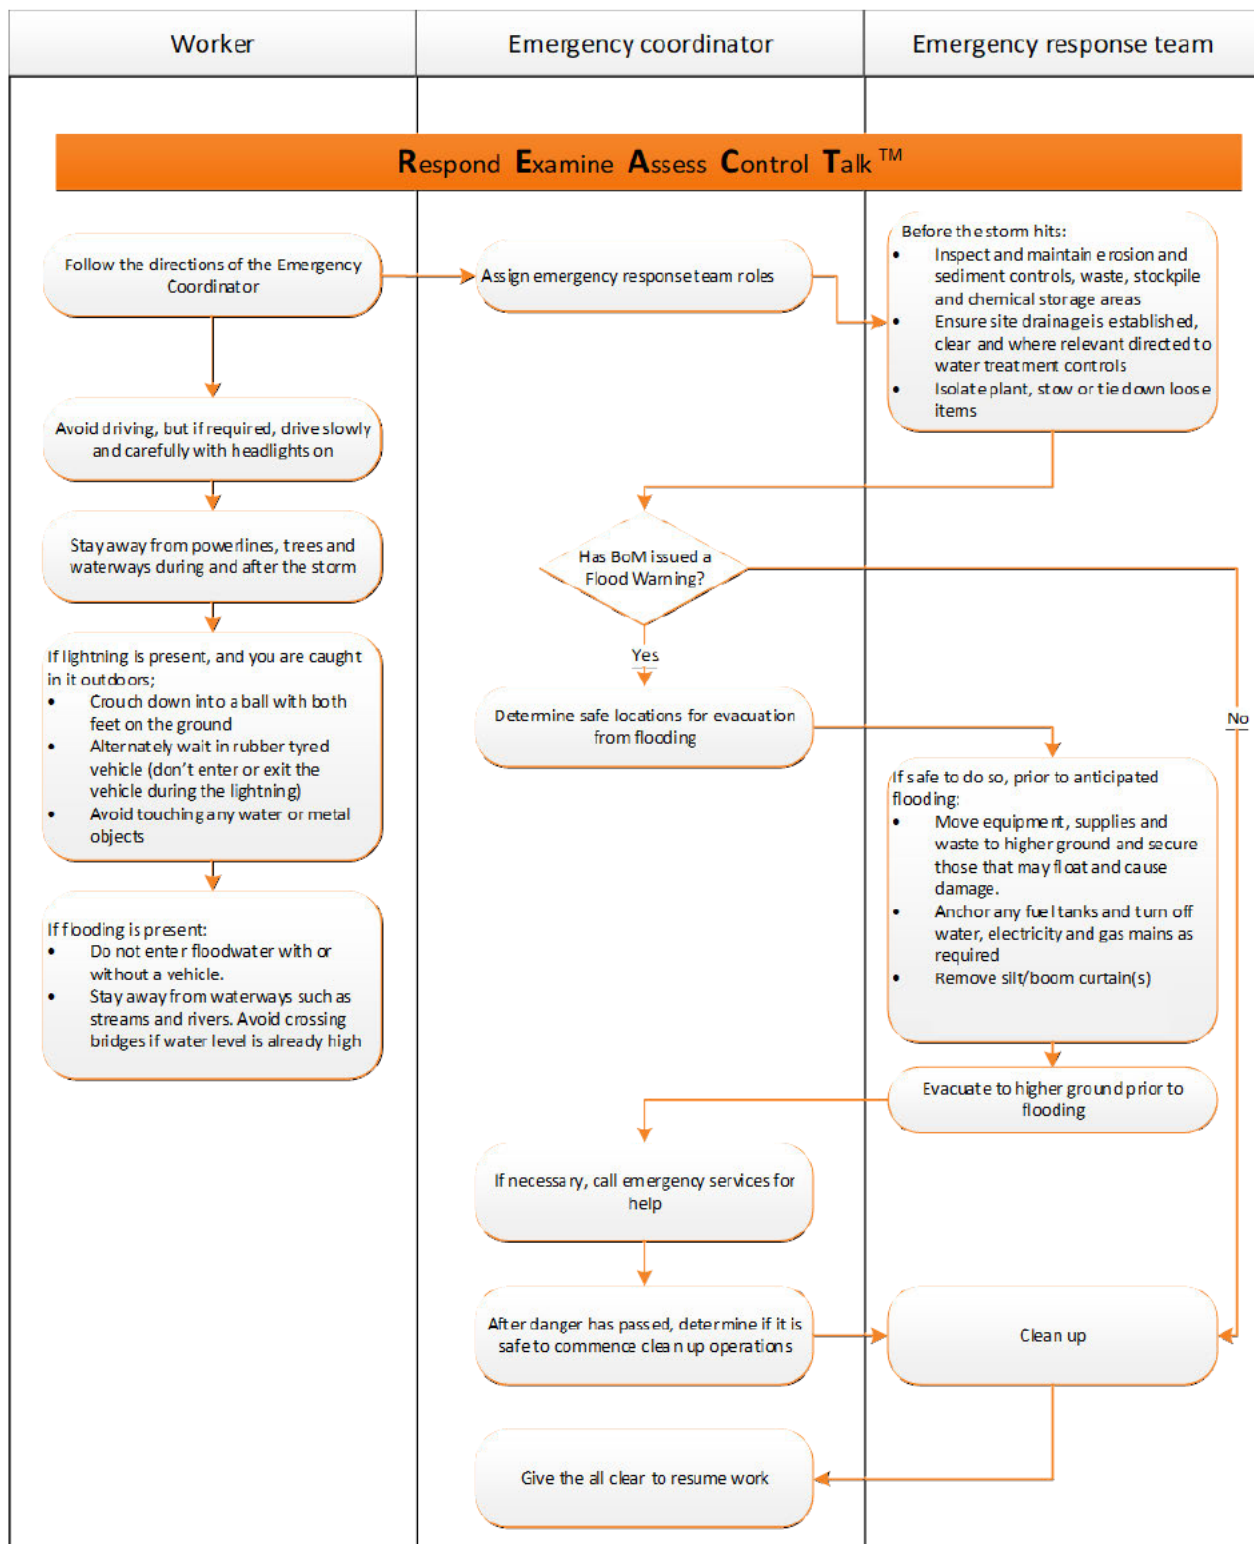 Worker
Emergency coordinator
Emergency response team
Respond Examine Assess Control Talk™
Follow the directions of the Emergency
Coordinator
Assign emergency response team roles
Before the storm hits:
• Inspect and maintain erosion and
sediment controls, waste, stockpile
and chemical storage areas
• Ensure site drainage is established,
clear and where relevant directed to
water treatment controls
• Isolate plant, stow or tie down loose
items
Avoid driving, but if required, drive slowly
and carefully with headlights on
Stay away from powerlines, trees and
waterways during and after the storm
If lightning is present, and you are caught
in it outdoors;
• Crouch down into a ball with both
feet on the ground
• Alternately wait in rubber tyred
vehicle (don't enter or exit the
vehicle during the lightning)
• Avoid touching any water or metal
objects
If flooding is present:
• Do not enter floodwater with or
without a vehicle.
• Stay away from waterways such as
streams and rivers. Avoid crossing
bridges if water level is already high
Has BoM issued a
Flood Warning?
Yes
No
Determine safe locations for evacuation
from flooding
If safe to do so, prior to anticipated
flooding:
• Move equipment, supplies and
waste to higher ground and secure
those that may float and cause
damage.
• Anchor any fuel tanks and turn off
water, electricity and gas mains as
required
• Remove silt/boom curtain(s)
Evacuate to higher ground prior to
flooding
If necessary, call emergency services for
help
After danger has passed, determine if it is
safe to commence clean up operations
Clean up
Give the all clear to resume work